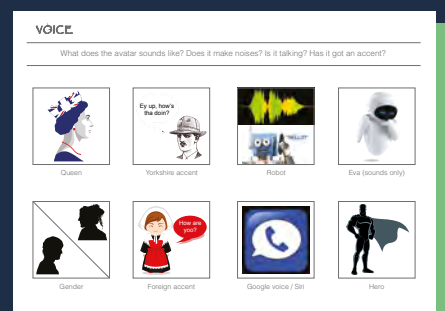 VOICE
What does the avatar sounds like? Does it make noises? Is it talking? Has it got an accent?
Ey up, how's
tha doin?
Queen
Yorkshire accent
Robot
Eva (sounds only)
How are
yoo?
Gender
Foreign accent
Google voice / Siri
Hero